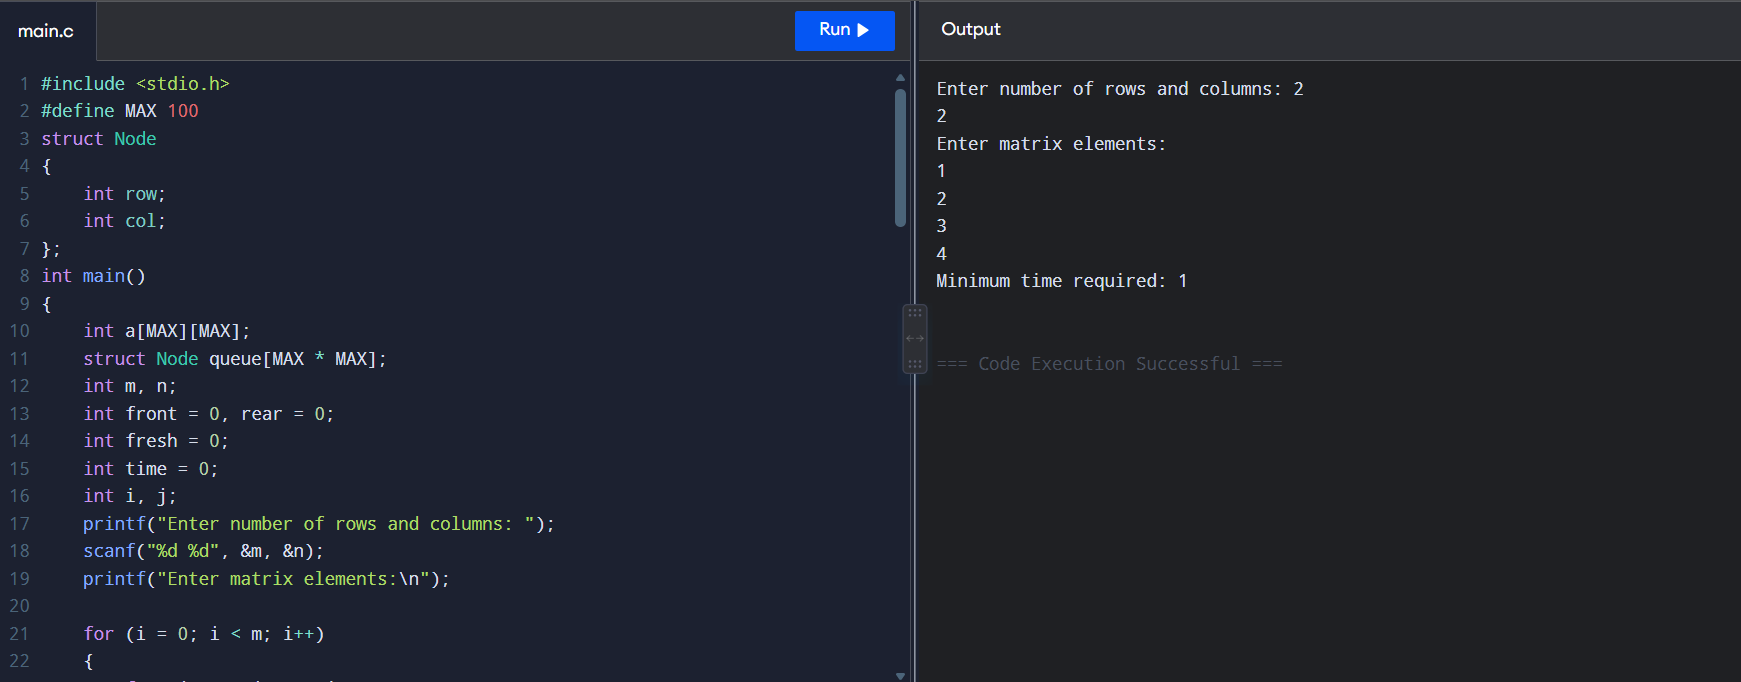 main.c
Run
1 #include <stdio.h>
2 #define MAX 100
3 struct Node
4 {
5     int row;
6     int col;
7 };
8 int main()
9 {
10     int a[MAX][MAX];
11     struct Node queue[MAX * MAX];
12     int m, n;
13     int front = 0, rear = 0;
14     int fresh = 0;
15     int time = 0;
16     int i, j;
17     printf("Enter number of rows and columns: ");
18     scanf("%d %d", &m, &n);
19     printf("Enter matrix elements:\n");
20
21     for (i = 0; i < m; i++)
22     {
Output
Enter number of rows and columns: 2
2
Enter matrix elements:
1
2
3
4
Minimum time required: 1
=== Code Execution Successful ===